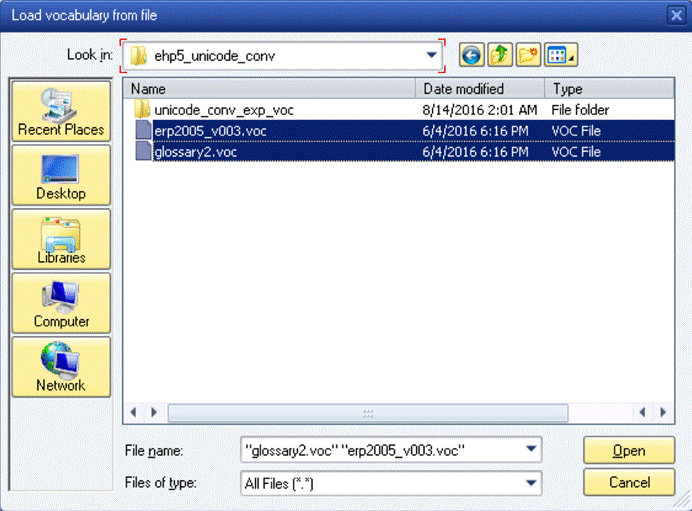 Load vocabulary from file
Look in: ehp5_unicode_conv
Name Date modified Type
unicode_conv_exp_voc 8/14/2016 2:01 AM File folder
erp2005_v003.voc 6/4/2016 6:16 PM VOC File
glossary2.voc 6/4/2016 6:16 PM VOC File
Recent Places
Desktop
Libraries
Computer
Network
File name: "glossary2.voc" "erp2005_v003.voc" Open
Files of type: All Files (*.*) Cancel